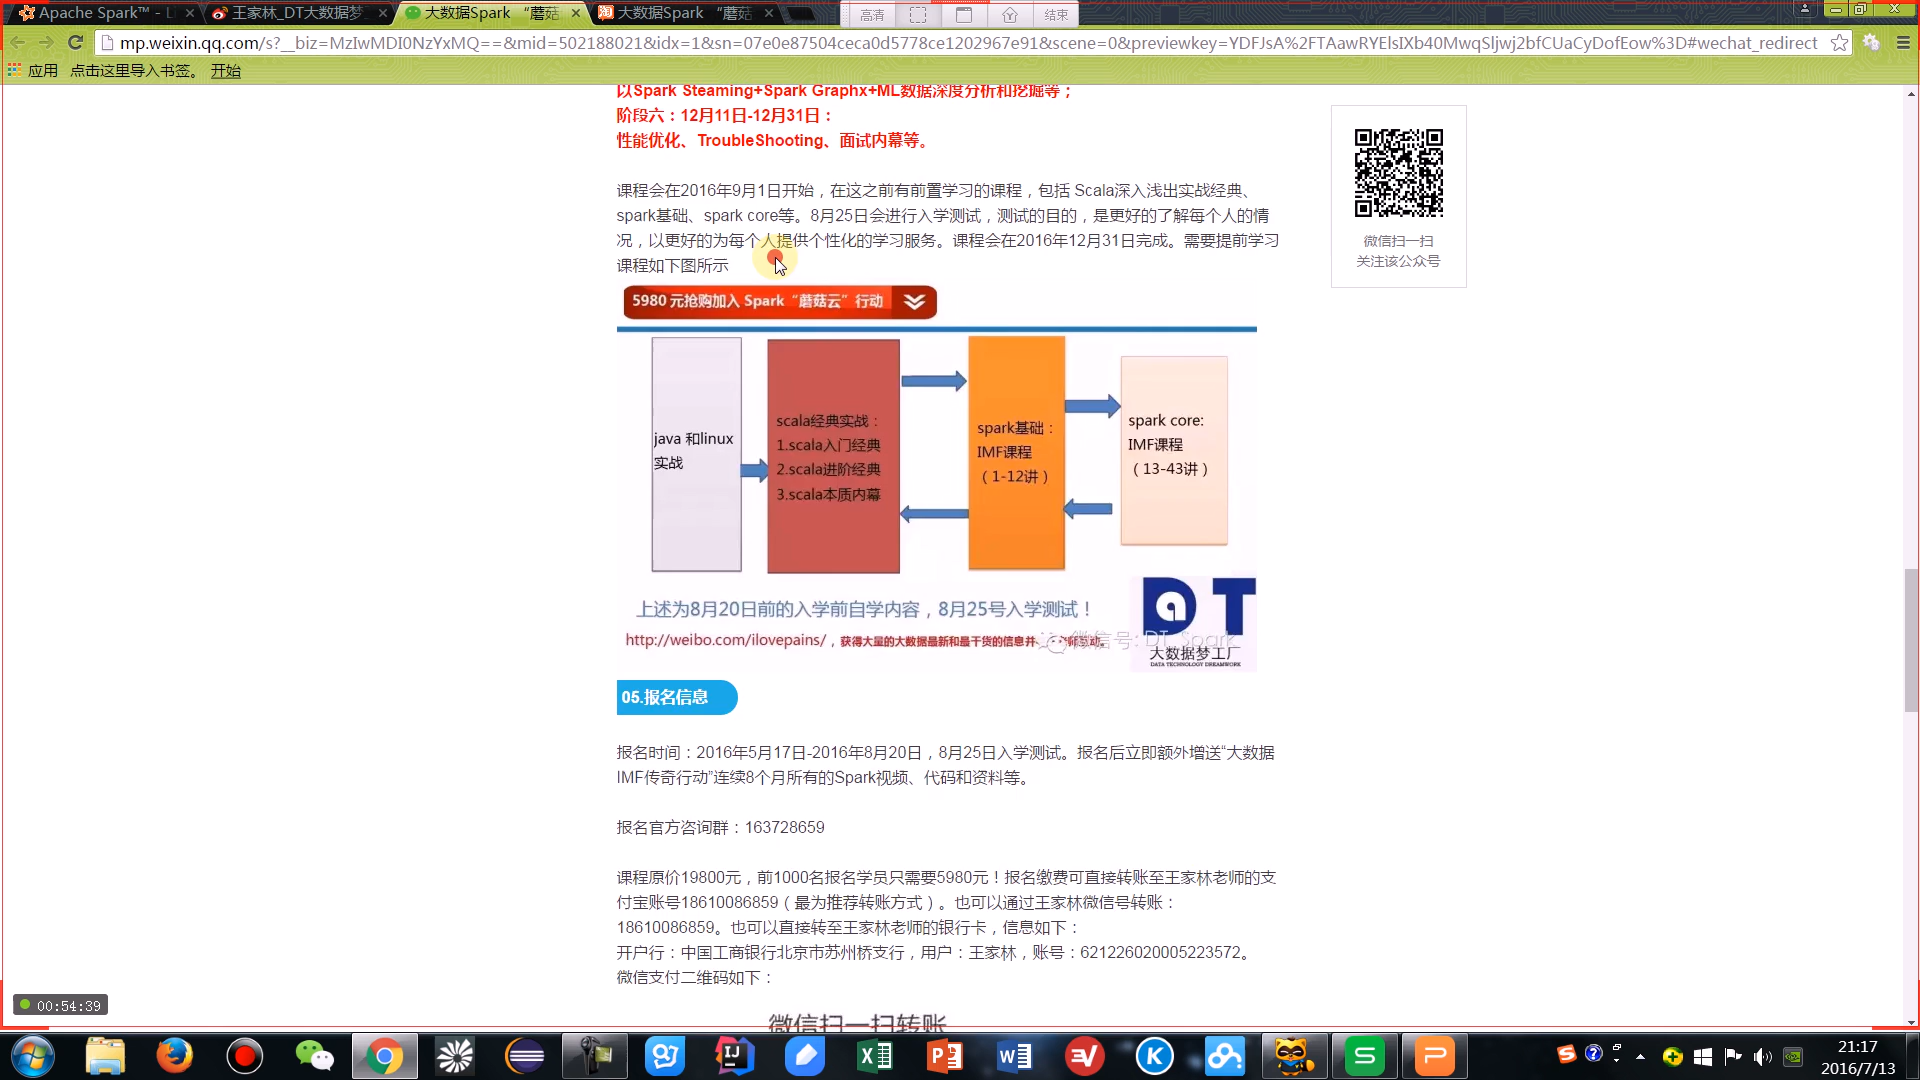 Apache Spark™ - L
王家林_DT大数据梦
大数据Spark “蘑菇
大数据Spark “蘑菇
高清
结束
mp.weixin.qq.com/s?__biz=MzIwMDI0NzYxMQ==&mid=502188021&idx=1&sn=07e0e87504ceca0d5778ce1202967e91&scene=0&previewkey=YDFJsA%2FTAawRYElsIXb40MwqSljwj2bfCUaCyDofEow%3D#wechat_redirect
应用 点击这里导入书签。 开始
以Spark Steaming+Spark Graphx+ML数据深度分析和挖掘等；
阶段六：12月11日-12月31日：
性能优化、TroubleShooting、面试内幕等。
课程会在2016年9月1日开始，在这之前有前置学习的课程，包括 Scala深入浅出实战经典、
spark基础、spark core等。8月25日会进行入学测试，测试的目的，是更好的了解每个人的情
况，以更好的为每个人提供个性化的学习服务。课程会在2016年12月31日完成。需要提前学习
课程如下图所示
微信扫一扫
关注该公众号
5980 元抢购加入 Spark“蘑菇云”行动
java 和linux
实战
scala经典实战：
1.scala入门经典
2.scala进阶经典
3.scala本质内幕
spark基础：
IMF课程
（1-12讲）
spark core:
IMF课程
（13-43讲）
上述为8月20日前的入学前自学内容，8月25号入学测试！
http://weibo.com/ilovepains/，获得大量的大数据最新和最干货的信息并
微信号: DT_Spark
DT
大数据梦工厂
DATA TECHNOLOGY DREAMWORK
05.报名信息
报名时间：2016年5月17日-2016年8月20日，8月25日入学测试。报名后立即额外增送“大数据
IMF传奇行动”连续8个月所有的Spark视频、代码和资料等。
报名官方咨询群：163728659
课程原价19800元，前1000名报名学员只需要5980元！报名缴费可直接转账至王家林老师的支
付宝账号18610086859（最为推荐转账方式）。也可以通过王家林微信号转账：
18610086859。也可以直接转至王家林老师的银行卡，信息如下：
开户行：中国工商银行北京市苏州桥支行，用户：王家林，账号：621226020005223572。
微信支付二维码如下：
微信扫一扫转账
00:54:39
21:17
2016/7/13